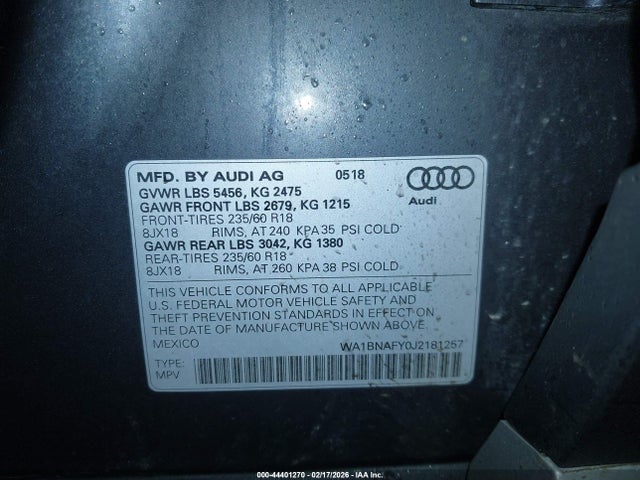 MFD. BY AUDI AG 0518
GVWR LBS 5456, KG 2475
GAWR FRONT LBS 2679, KG 1215
FRONT-TIRES 235/60 R18
8JX18 RIMS, AT 240 KPA 35 PSI COLD
GAWR REAR LBS 3042, KG 1380
REAR-TIRES 235/60 R18
8JX18 RIMS, AT 260 KPA 38 PSI COLD
Audi
THIS VEHICLE CONFORMS TO ALL APPLICABLE
U.S. FEDERAL MOTOR VEHICLE SAFETY AND
THEFT PREVENTION STANDARDS IN EFFECT ON
THE DATE OF MANUFACTURE SHOWN ABOVE.
MEXICO WA1BNAFY0J2181257
TYPE:
MPV
000-44401270 - 02/17/2026 - IAA Inc.